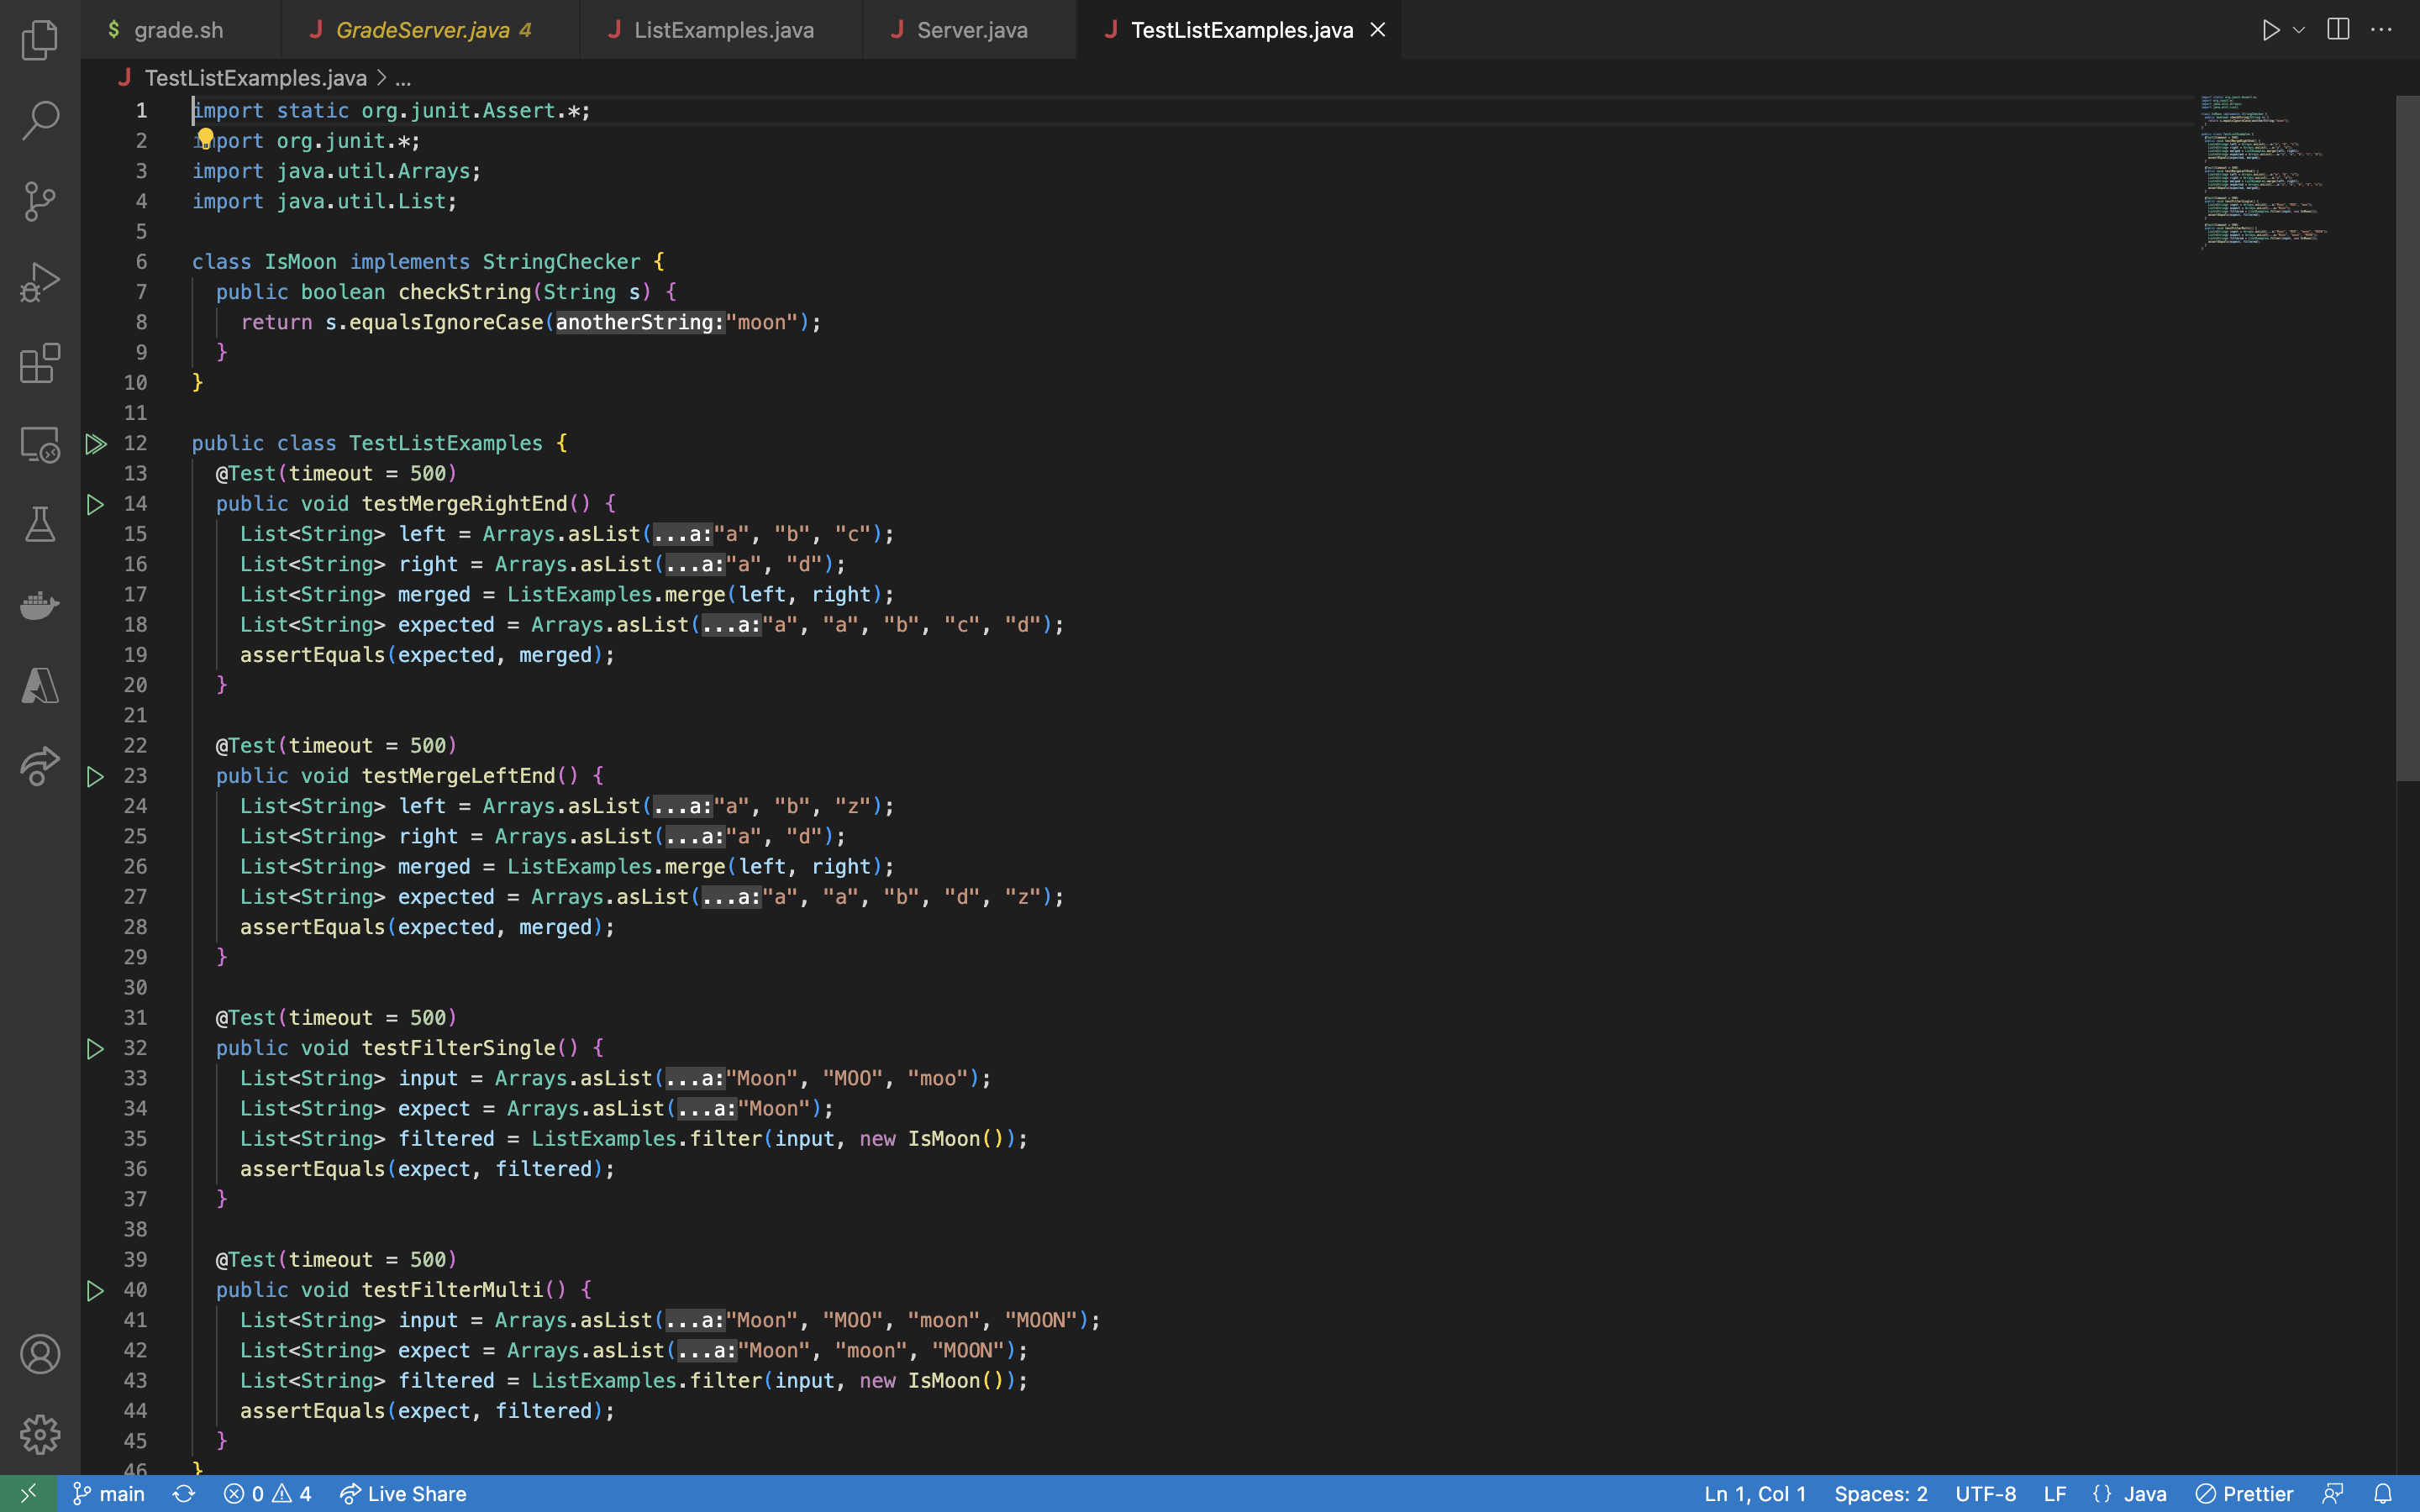 $ grade.sh J GradeServer.java 4 J ListExamples.java J Server.java J TestListExamples.java
J TestListExamples.java > ...
1 import static org.junit.Assert.*;
2 import org.junit.*;
3 import java.util.Arrays;
4 import java.util.List;
5
6 class IsMoon implements StringChecker {
7 public boolean checkString(String s) {
8 return s.equalsIgnoreCase(anotherString:"moon");
9 }
10 }
11
12 public class TestListExamples {
13 @Test(timeout = 500)
14 public void testMergeRightEnd() {
15 List<String> left = Arrays.asList(...a:"a", "b", "c");
16 List<String> right = Arrays.asList(...a:"a", "d");
17 List<String> merged = ListExamples.merge(left, right);
18 List<String> expected = Arrays.asList(...a:"a", "a", "b", "c", "d");
19 assertEquals(expected, merged);
20 }
21
22 @Test(timeout = 500)
23 public void testMergeLeftEnd() {
24 List<String> left = Arrays.asList(...a:"a", "b", "z");
25 List<String> right = Arrays.asList(...a:"a", "d");
26 List<String> merged = ListExamples.merge(left, right);
27 List<String> expected = Arrays.asList(...a:"a", "a", "b", "d", "z");
28 assertEquals(expected, merged);
29 }
30
31 @Test(timeout = 500)
32 public void testFilterSingle() {
33 List<String> input = Arrays.asList(...a:"Moon", "MOO", "moo");
34 List<String> expect = Arrays.asList(...a:"Moon");
35 List<String> filtered = ListExamples.filter(input, new IsMoon());
36 assertEquals(expect, filtered);
37 }
38
39 @Test(timeout = 500)
40 public void testFilterMulti() {
41 List<String> input = Arrays.asList(...a:"Moon", "MOO", "moon", "MOON");
42 List<String> expect = Arrays.asList(...a:"Moon", "moon", "MOON");
43 List<String> filtered = ListExamples.filter(input, new IsMoon());
44 assertEquals(expect, filtered);
45 }
46 }
main 0 4 Live Share Ln 1, Col 1 Spaces: 2 UTF-8 LF {} Java Prettier